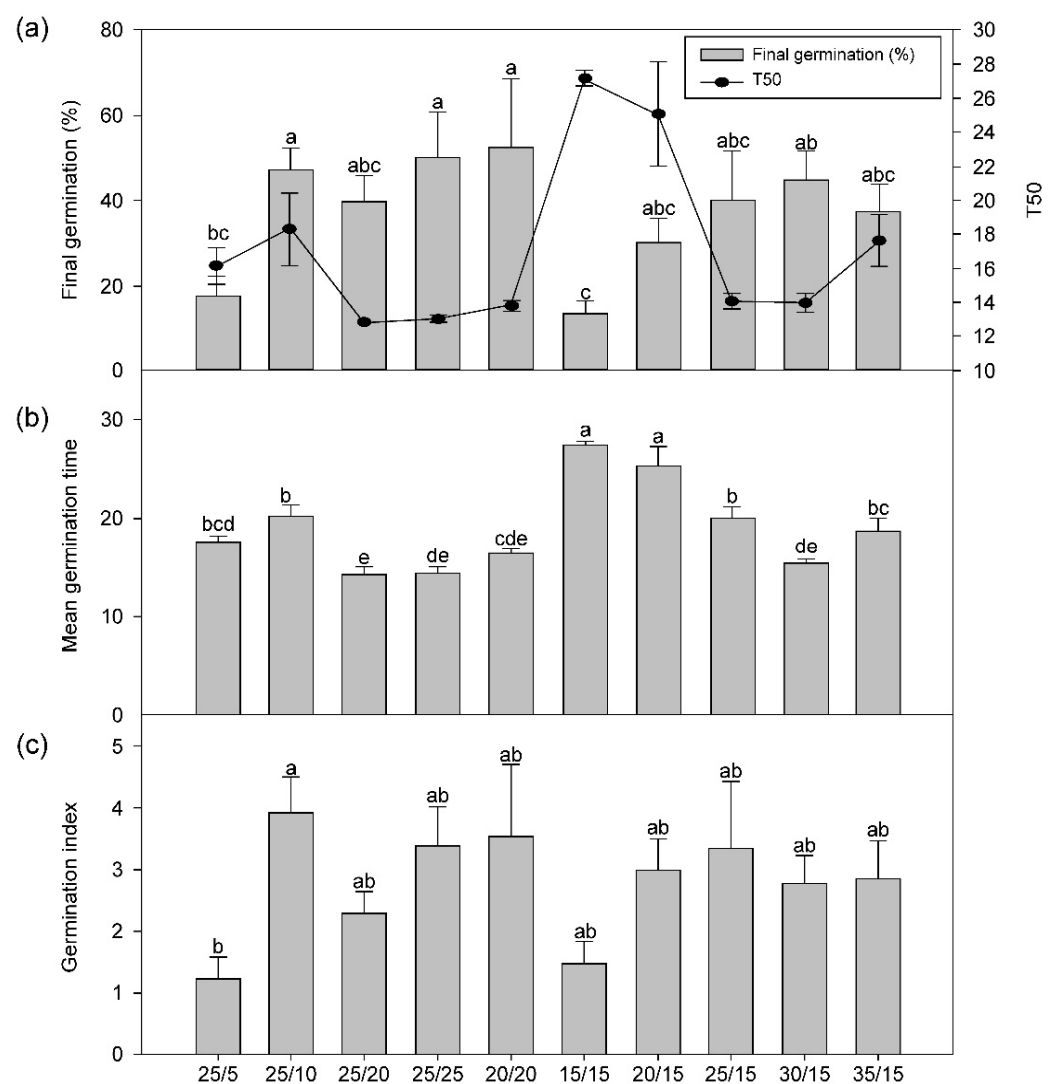 (a)
80
60
40
20
0
Final germination (%)
30
28
26
24
22
20
18
16
14
12
10
T50
Final germination (%)
T50
bc
a
abc
a
a
c
abc
abc
ab
abc
(b)
30
20
10
0
Mean germination time
bcd
b
e
de
cde
a
a
b
de
bc
(c)
5
4
3
2
1
0
Germination index
b
a
ab
ab
ab
ab
ab
ab
ab
ab
25/5 25/10 25/20 25/25 20/20 15/15 20/15 25/15 30/15 35/15